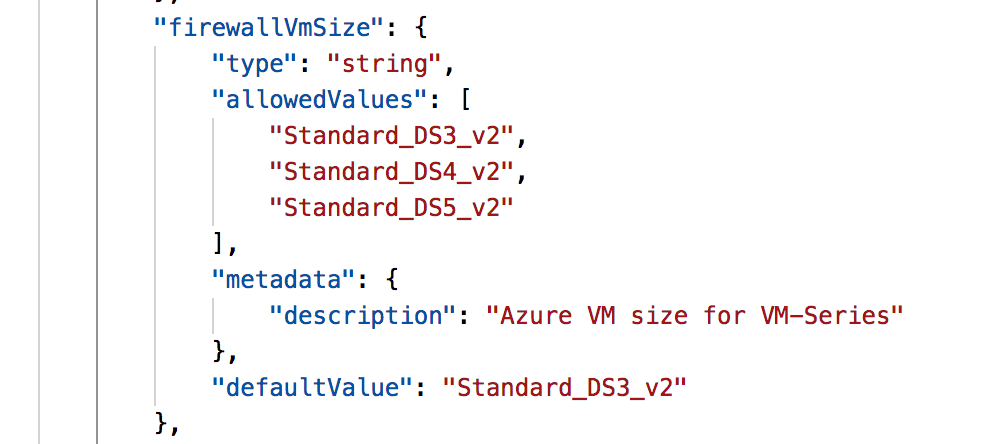 },
"firewallVmSize": {
"type": "string",
"allowedValues": [
"Standard_DS3_v2",
"Standard_DS4_v2",
"Standard_DS5_v2"
],
"metadata": {
"description": "Azure VM size for VM-Series"
},
"defaultValue": "Standard_DS3_v2"
},